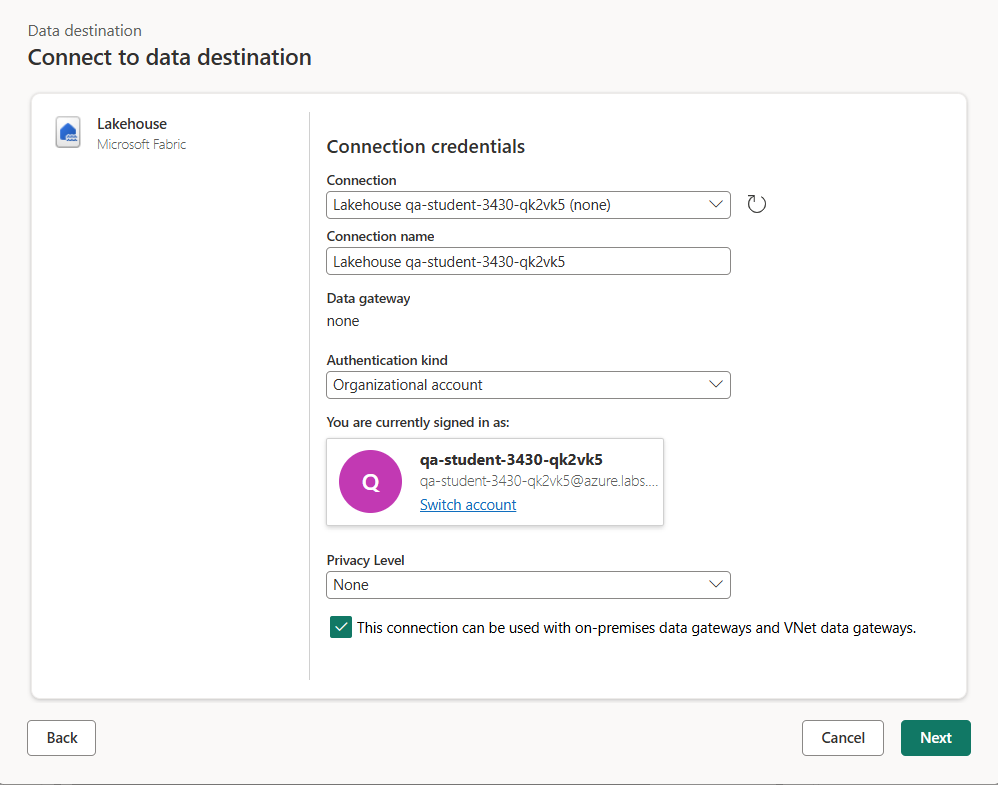 Data destination
Connect to data destination
Lakehouse
Microsoft Fabric
Connection credentials
Connection
Lakehouse qa-student-3430-qk2vk5 (none)
Connection name
Lakehouse qa-student-3430-qk2vk5
Data gateway
none
Authentication kind
Organizational account
You are currently signed in as:
Q
qa-student-3430-qk2vk5
qa-student-3430-qk2vk5@azure.labs....
Switch account
Privacy Level
None
This connection can be used with on-premises data gateways and VNet data gateways.
Back
Cancel
Next